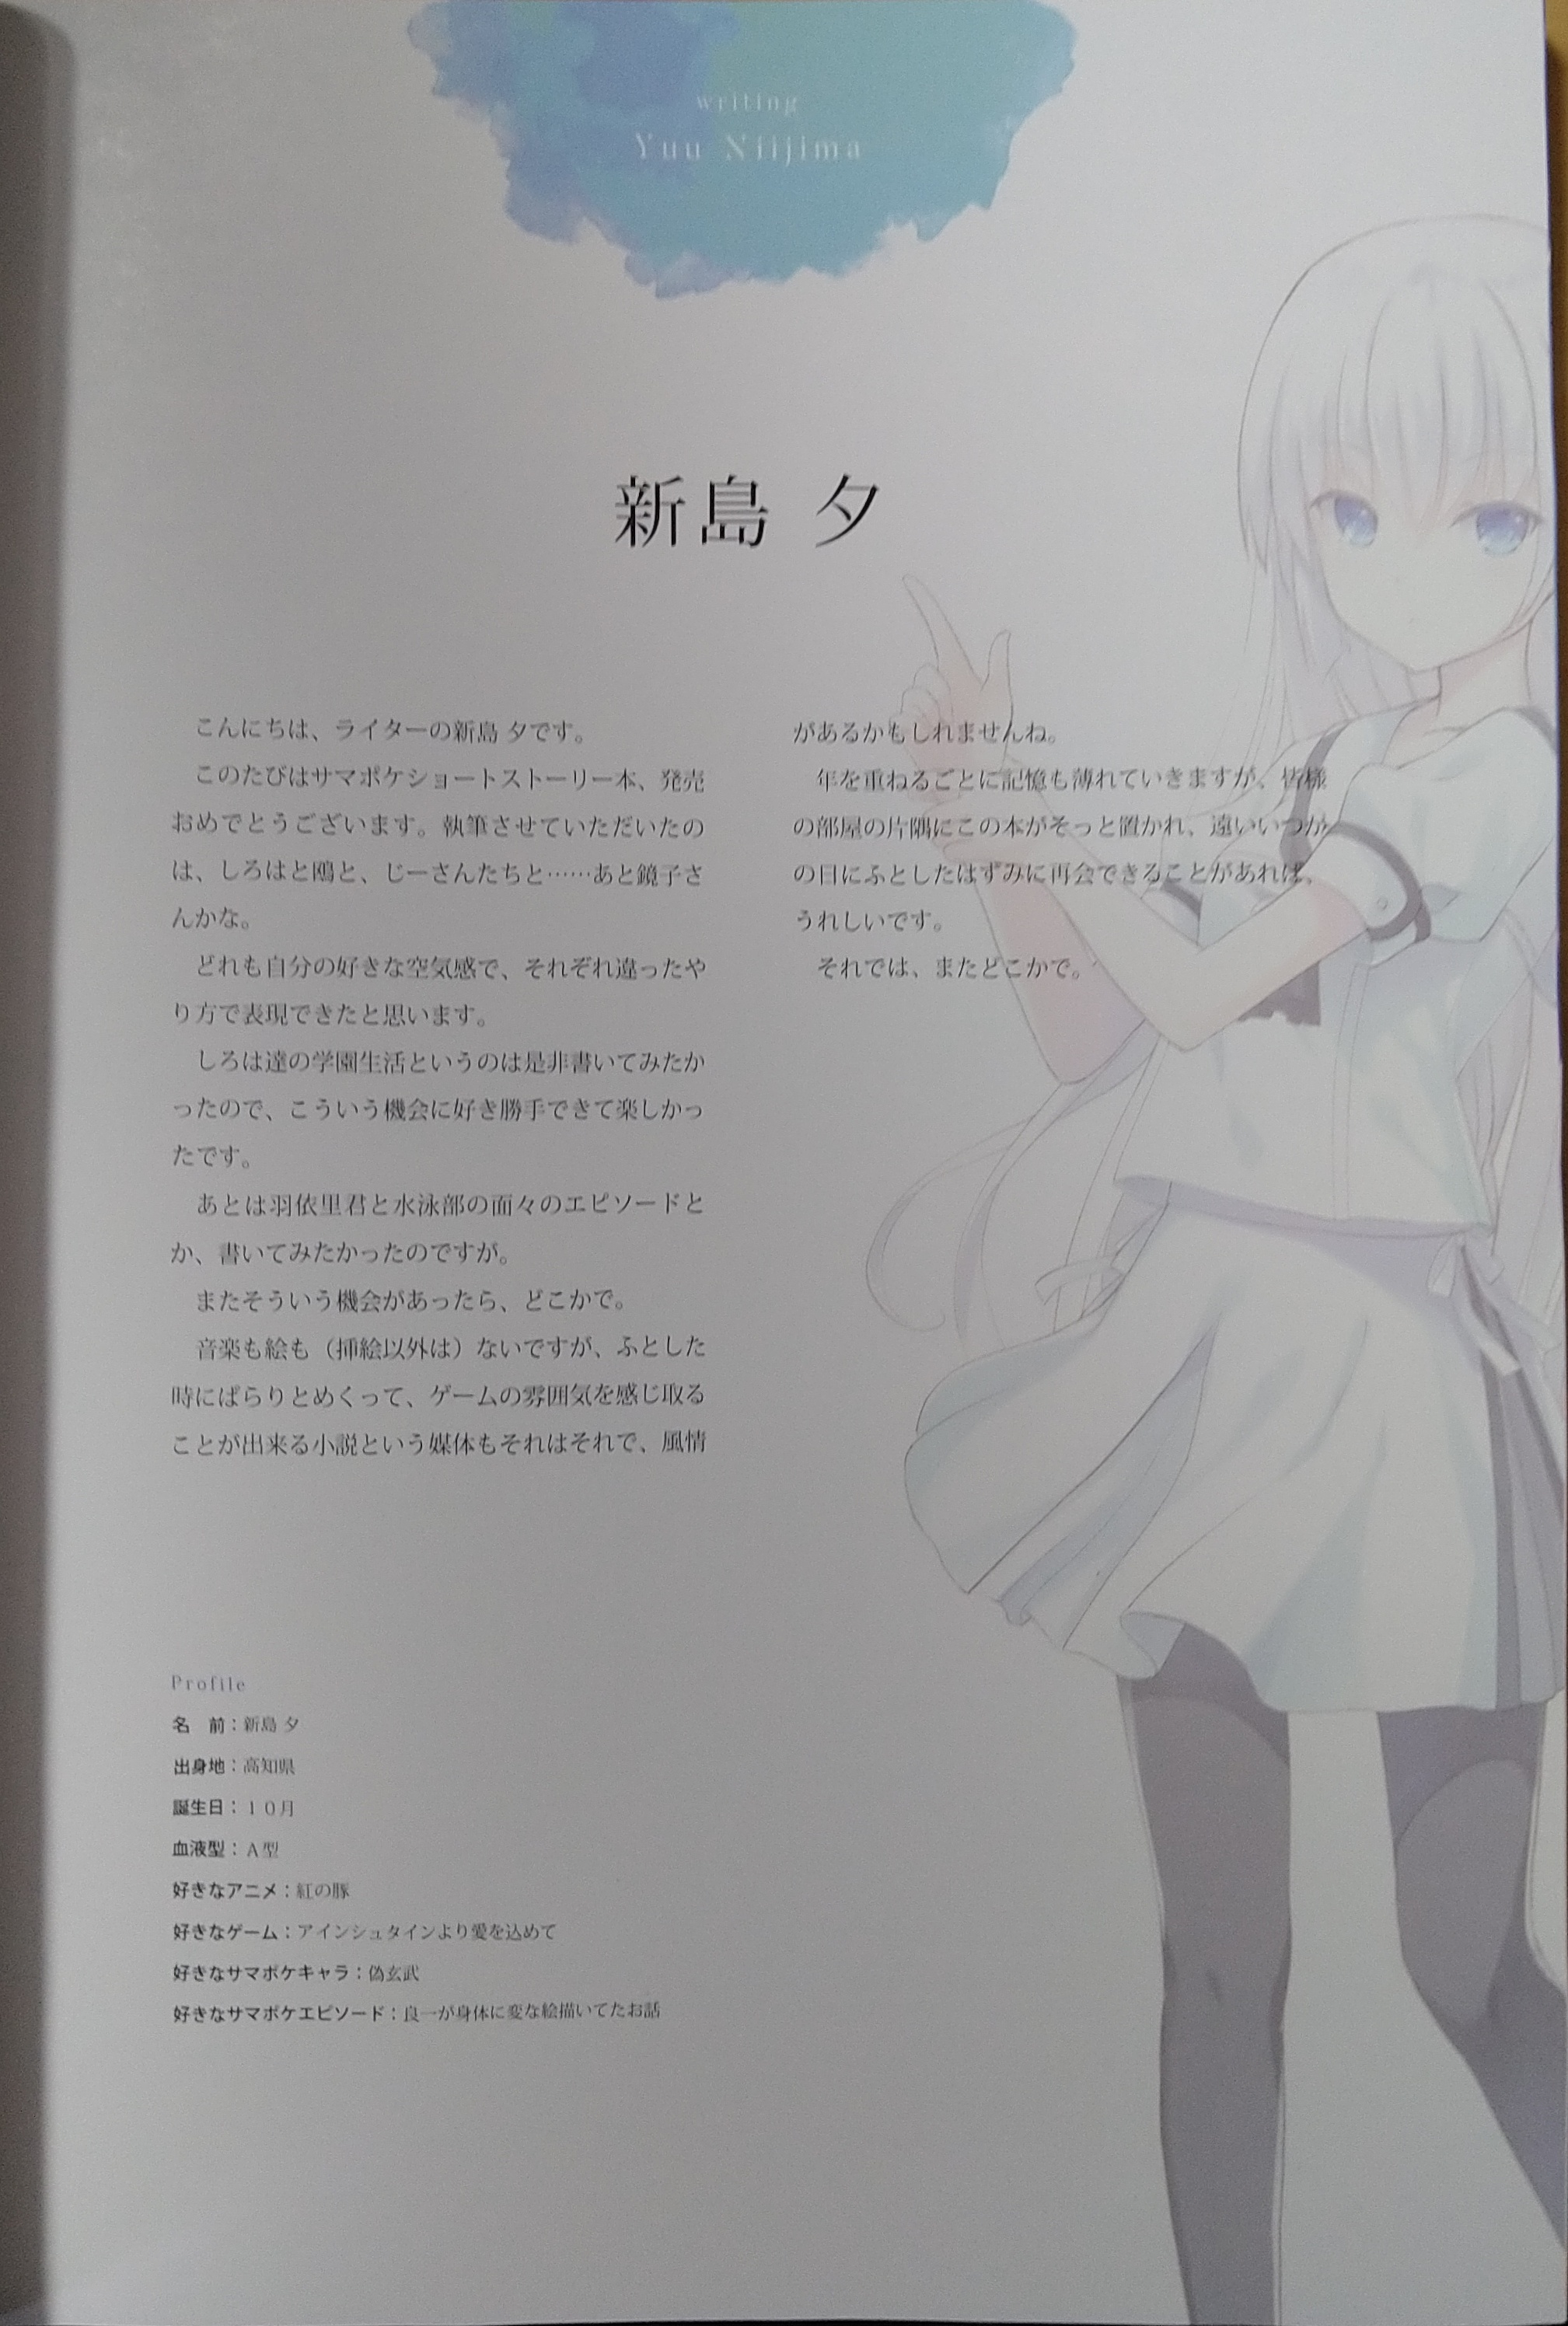 writing
Yuu Niijima
新島 夕
こんにちは、ライターの新島 夕です。
このたびはサマポケショートストーリー本、発売
おめでとうございます。執筆させていただいたの
は、しろはと鴎と、じーさんたちと……あと鏡子さ
んかな。
どれも自分の好きな空気感で、それぞれ違ったや
り方で表現できたと思います。
しろは達の学園生活というのは是非書いてみたか
ったので、こういう機会に好き勝手できて楽しかっ
たです。
あとは羽依里君と水泳部の面々のエピソードと
か、書いてみたかったのですが。
またそういう機会があったら、どこかで。
音楽も絵も（挿絵以外は）ないですが、ふとした
時にぱらりとめくって、ゲームの雰囲気を感じ取る
ことが出来る小説という媒体もそれはそれで、風情
があるかもしれませんね。
年を重ねるごとに記憶も薄れていきますが、皆様
の部屋の片隅にこの本がそっと置かれ、遠いいつか
の日にふとしたはずみに再会できることがあれば、
うれしいです。
それでは、またどこかで。
Profile
名　前：新島 夕
出身地：高知県
誕生日：１０月
血液型：Ａ型
好きなアニメ：紅の豚
好きなゲーム：アインシュタインより愛を込めて
好きなサマポケキャラ：偽玄武
好きなサマポケエピソード：良一が身体に変な絵描いてたお話